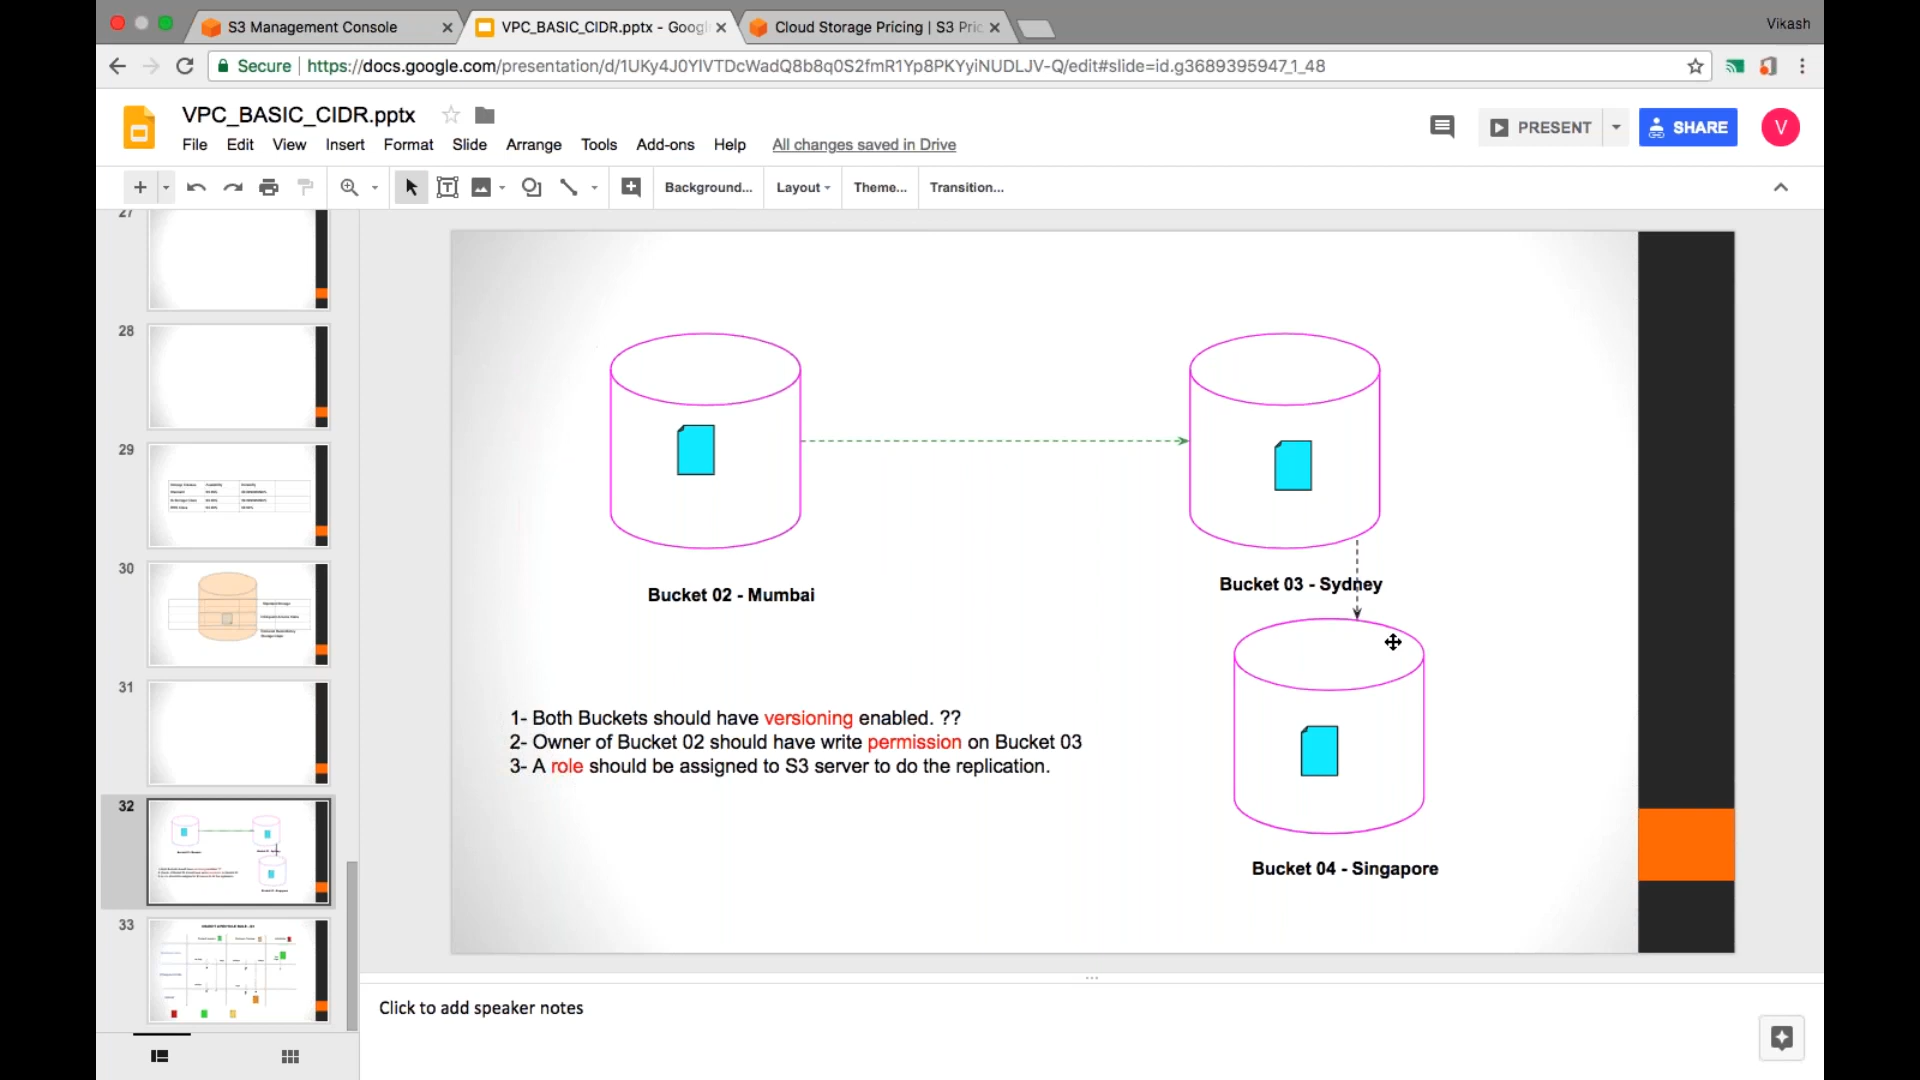 S3 Management Console
VPC_BASIC_CIDR.pptx - Googl
Cloud Storage Pricing | S3 Pric
Vikash
Secure
https://docs.google.com/presentation/d/1UKy4J0YlVTDcWadQ8b8q0S2fmR1Yp8PKYyiNUDLJV-Q/edit#slide=id.g3689395947_1_48
VPC_BASIC_CIDR.pptx
File Edit View Insert Format Slide Arrange Tools Add-ons Help All changes saved in Drive
PRESENT
SHARE
V
Background... Layout Theme... Transition...
27
28
29
30
31
32
33
Bucket 02 - Mumbai
Bucket 03 - Sydney
1- Both Buckets should have versioning enabled. ??
2- Owner of Bucket 02 should have write permission on Bucket 03
3- A role should be assigned to S3 server to do the replication.
Bucket 04 - Singapore
Click to add speaker notes